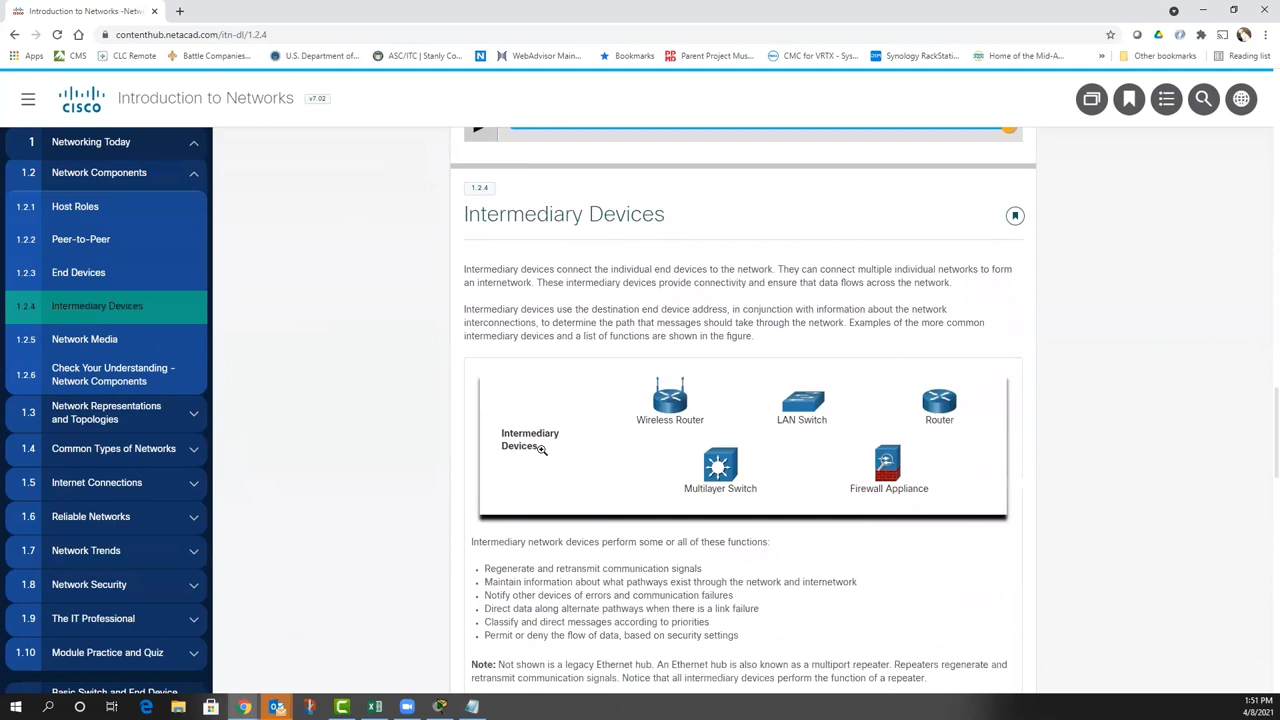 Introduction to Networks -Netw
contenthub.netacad.com/itn-dl/1.2.4
Apps
CMS
CLC Remote
Battle Companies...
U.S. Department of...
ASC/ITC | Stanly Co...
WebAdvisor Main...
Bookmarks
Parent Project Mus...
CMC for VRTX - Sys...
Synology RackStati...
Home of the Mid-A...
»
Other bookmarks
Reading list
CISCO
Introduction to Networks
v7.02
1 Networking Today
1.2 Network Components
1.2.1 Host Roles
1.2.2 Peer-to-Peer
1.2.3 End Devices
1.2.4 Intermediary Devices
1.2.5 Network Media
1.2.6 Check Your Understanding -
Network Components
1.3 Network Representations
and Topologies
1.4 Common Types of Networks
1.5 Internet Connections
1.6 Reliable Networks
1.7 Network Trends
1.8 Network Security
1.9 The IT Professional
1.10 Module Practice and Quiz
Basic Switch and End Device
1.2.4
Intermediary Devices
Intermediary devices connect the individual end devices to the network. They can connect multiple individual networks to form
an internetwork. These intermediary devices provide connectivity and ensure that data flows across the network.
Intermediary devices use the destination end device address, in conjunction with information about the network
interconnections, to determine the path that messages should take through the network. Examples of the more common
intermediary devices and a list of functions are shown in the figure.
Intermediary
Devices
Wireless Router
LAN Switch
Router
Multilayer Switch
Firewall Appliance
Intermediary network devices perform some or all of these functions:
• Regenerate and retransmit communication signals
• Maintain information about what pathways exist through the network and internetwork
• Notify other devices of errors and communication failures
• Direct data along alternate pathways when there is a link failure
• Classify and direct messages according to priorities
• Permit or deny the flow of data, based on security settings
Note: Not shown is a legacy Ethernet hub. An Ethernet hub is also known as a multiport repeater. Repeaters regenerate and
retransmit communication signals. Notice that all intermediary devices perform the function of a repeater.
1:51 PM
4/8/2021